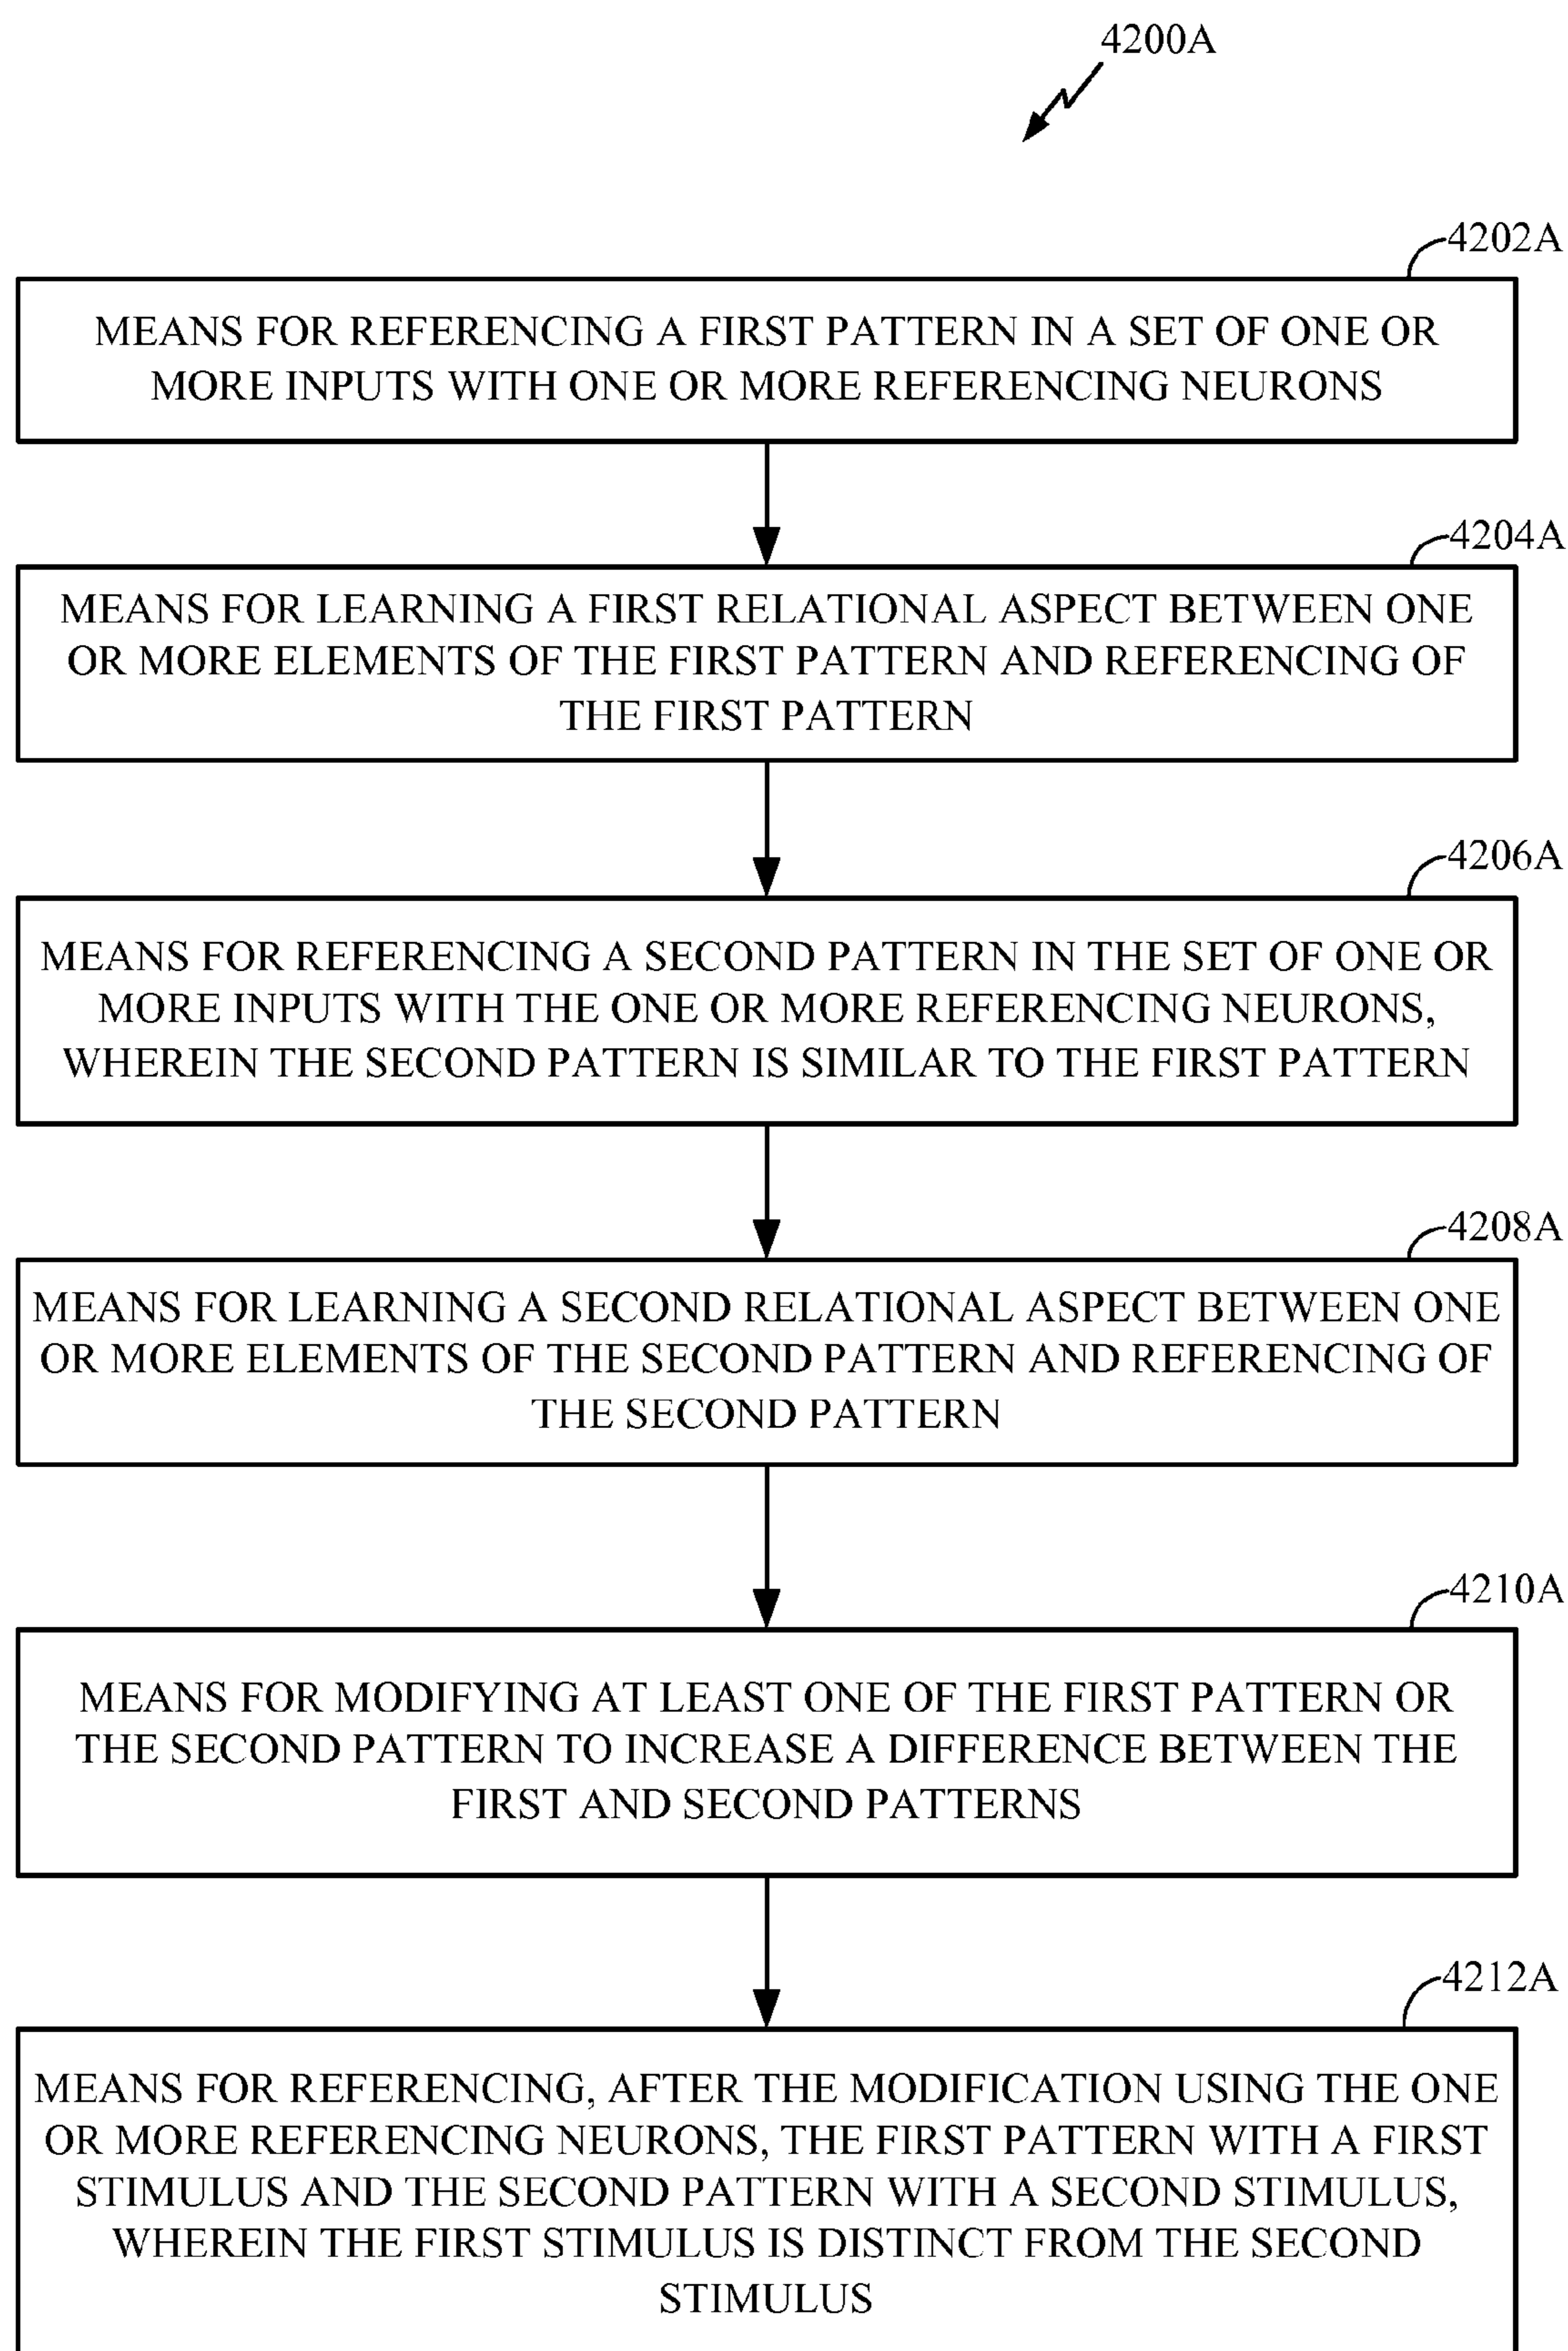 4200A
4202A
MEANS FOR REFERENCING A FIRST PATTERN IN A SET OF ONE OR
MORE INPUTS WITH ONE OR MORE REFERENCING NEURONS
4204A
MEANS FOR LEARNING A FIRST RELATIONAL ASPECT BETWEEN ONE
OR MORE ELEMENTS OF THE FIRST PATTERN AND REFERENCING OF
THE FIRST PATTERN
4206A
MEANS FOR REFERENCING A SECOND PATTERN IN THE SET OF ONE OR
MORE INPUTS WITH THE ONE OR MORE REFERENCING NEURONS,
WHEREIN THE SECOND PATTERN IS SIMILAR TO THE FIRST PATTERN
4208A
MEANS FOR LEARNING A SECOND RELATIONAL ASPECT BETWEEN ONE
OR MORE ELEMENTS OF THE SECOND PATTERN AND REFERENCING OF
THE SECOND PATTERN
4210A
MEANS FOR MODIFYING AT LEAST ONE OF THE FIRST PATTERN OR
THE SECOND PATTERN TO INCREASE A DIFFERENCE BETWEEN THE
FIRST AND SECOND PATTERNS
4212A
MEANS FOR REFERENCING, AFTER THE MODIFICATION USING THE ONE
OR MORE REFERENCING NEURONS, THE FIRST PATTERN WITH A FIRST
STIMULUS AND THE SECOND PATTERN WITH A SECOND STIMULUS,
WHEREIN THE FIRST STIMULUS IS DISTINCT FROM THE SECOND
STIMULUS